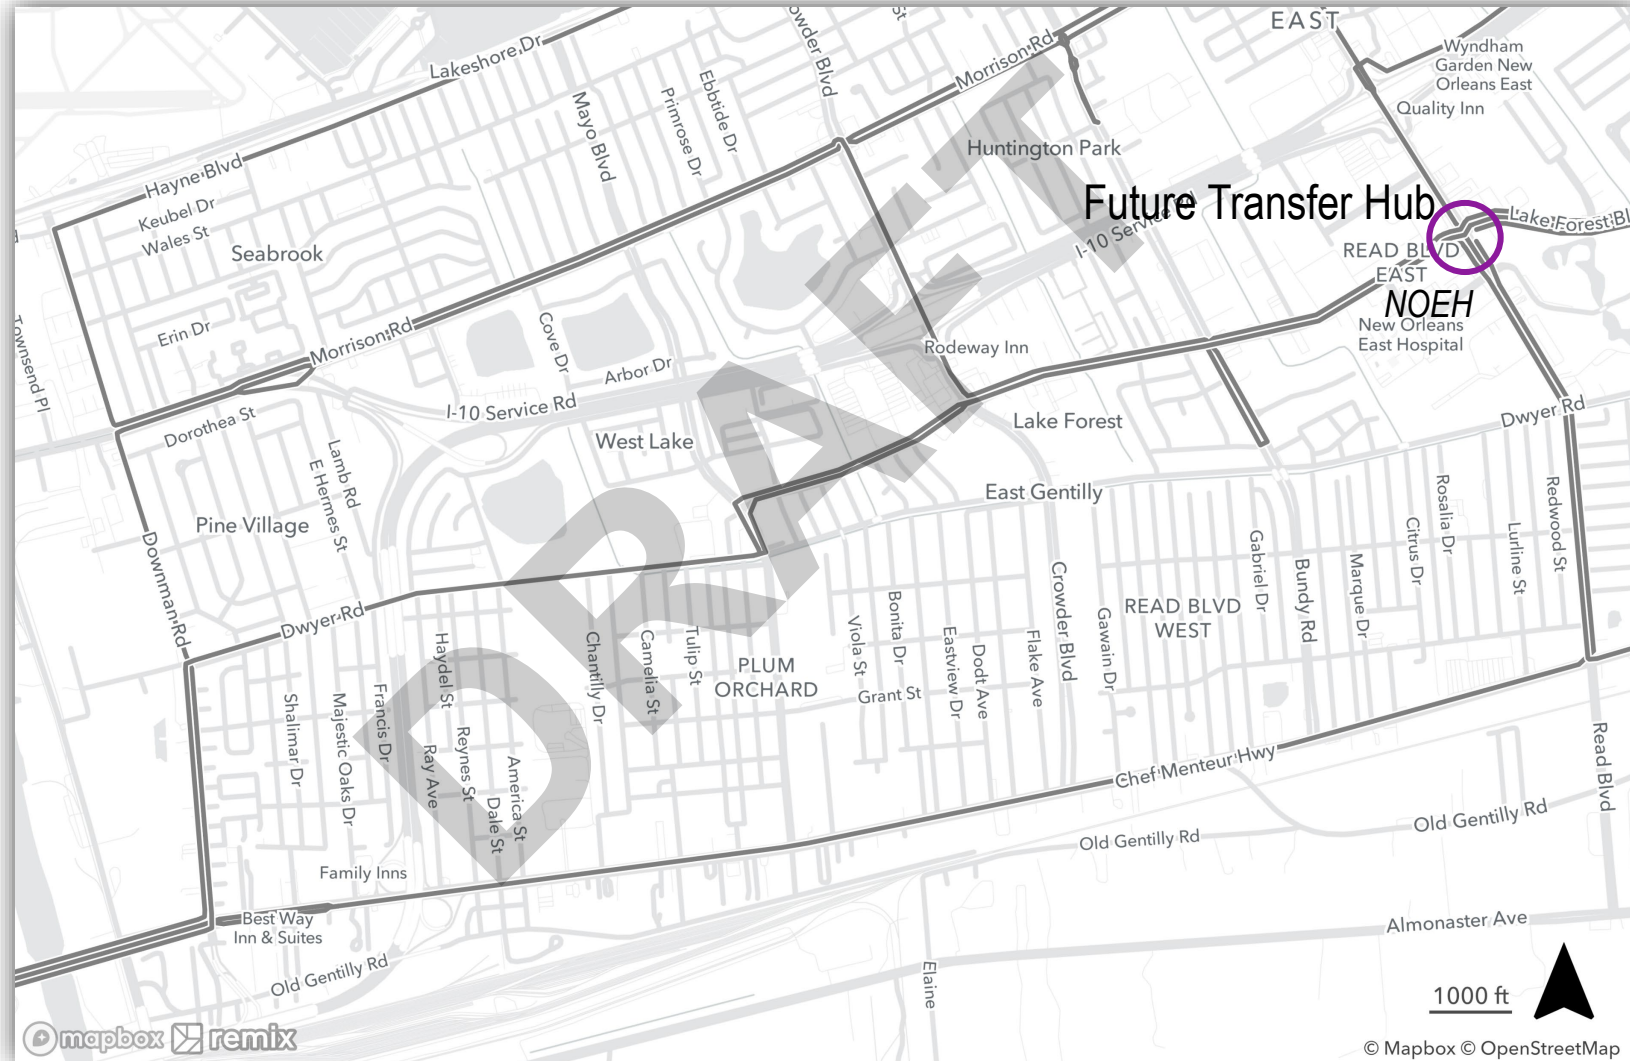 EAST
Lakeshore Dr
Morrison Rd
Wyndham
Garden New
Orleans East
Quality Inn
Mayo Blvd
Primrose Dr
Ebbtide Dr
Huntington Park
Hayne Blvd
Keubel Dr
Wales St
Seabrook
Future Transfer Hub
Lake Forest Bl
READ BLVD
EAST
NOEH
New Orleans
East Hospital
Townsend Pl
Erin Dr
Morrison Rd
Cove Dr
Arbor Dr
Rodeway Inn
I-10 Service Rd
Dorothea St
West Lake
Lake Forest
Dwyer Rd
Lamb Rd
E Hermes St
East Gentilly
Pine Village
Rosalia Dr
Redwood St
Citrus Dr
Lurline St
Downman Rd
Gabriel Dr
Bundy Rd
Marque Dr
Crowder Blvd
READ BLVD
WEST
Dwyer Rd
Haydel St
Chantilly Dr
Camelia St
Tulip St
Viola St
Bonita Dr
Eastview Dr
Dodt Ave
Flake Ave
Gawain Dr
PLUM
ORCHARD
Grant St
Shalimar Dr
Majestic Oaks Dr
Francis Dr
Ray Ave
Reynes St
Dale St
America St
Chef Menteur Hwy
Read Blvd
Old Gentilly Rd
Old Gentilly Rd
Family Inns
Best Way
Inn & Suites
Almonaster Ave
Old Gentilly Rd
Elaine
1000 ft
DRAFT
mapbox remix
© Mapbox © OpenStreetMap